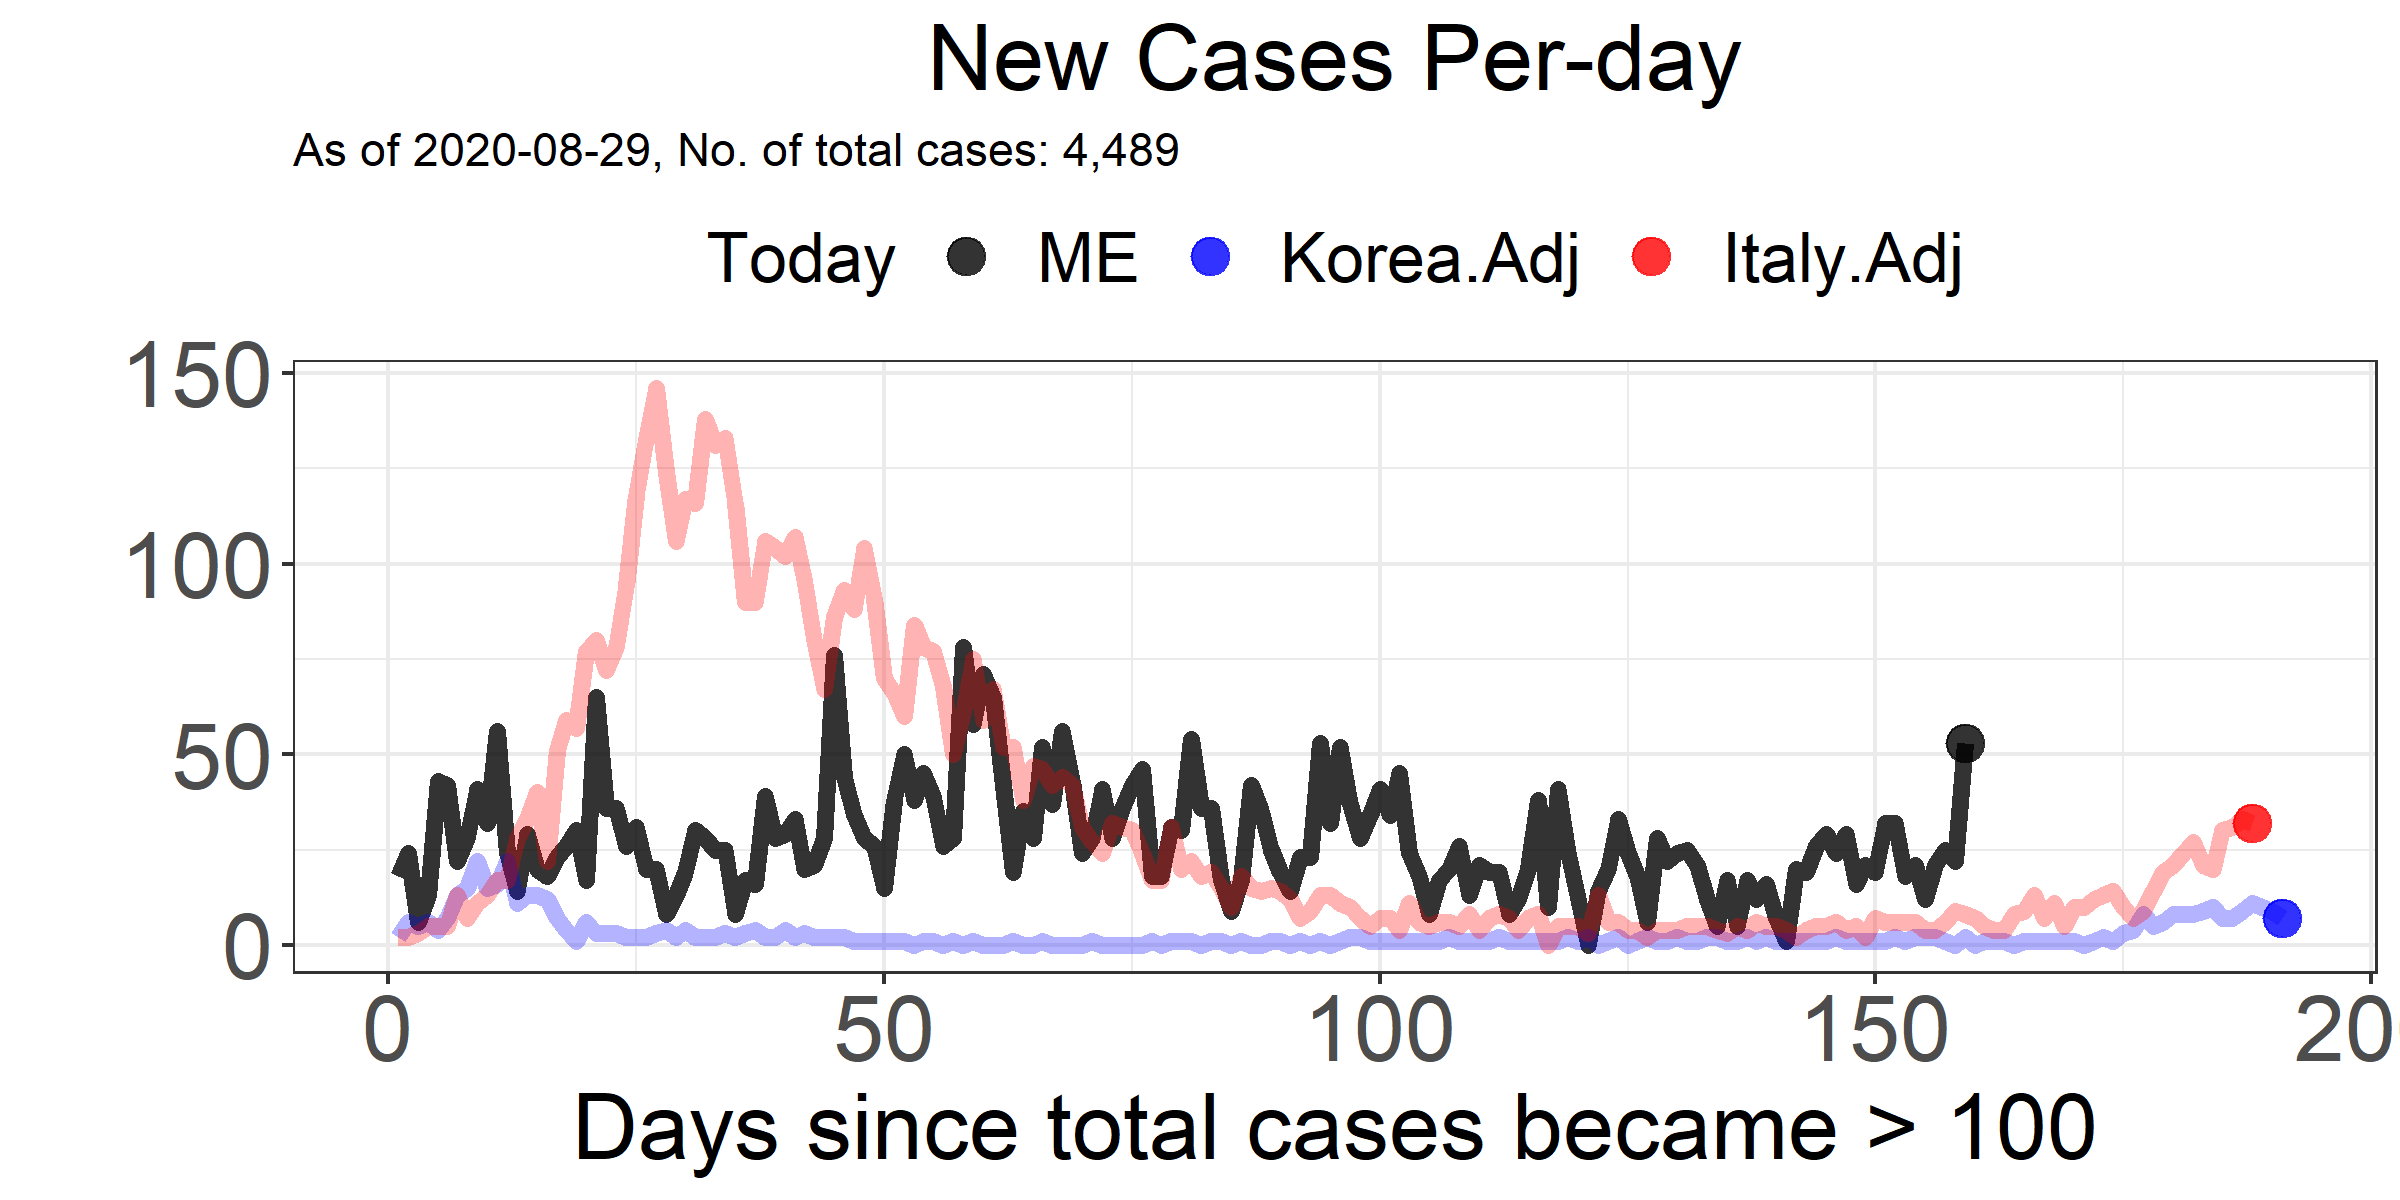 New Cases Per-day
As of 2020-08-29, No. of total cases: 4,489
Today ME Korea.Adj Italy.Adj
150
100
50
0
0 50 100 150 20
Days since total cases became > 100